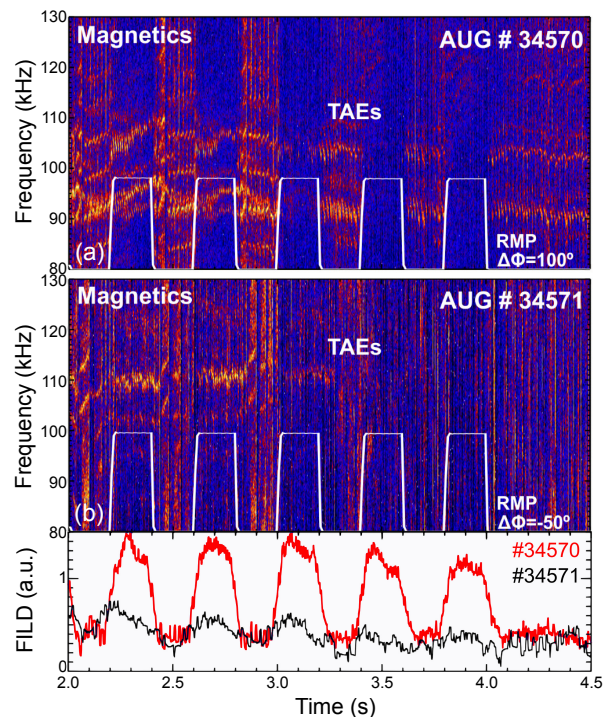 130
Magnetics AUG # 34570
120
TAEs
110
Frequency (kHz)
100
90
RMP
(a) ΔΦ=100º
80
130
Magnetics AUG # 34571
120
TAEs
110
Frequency (kHz)
100
90
RMP
(b) ΔΦ=-50º
80
#34570
#34571
FILD (a.u.)
1
0
2.0 2.5 3.0 3.5 4.0 4.5
Time (s)